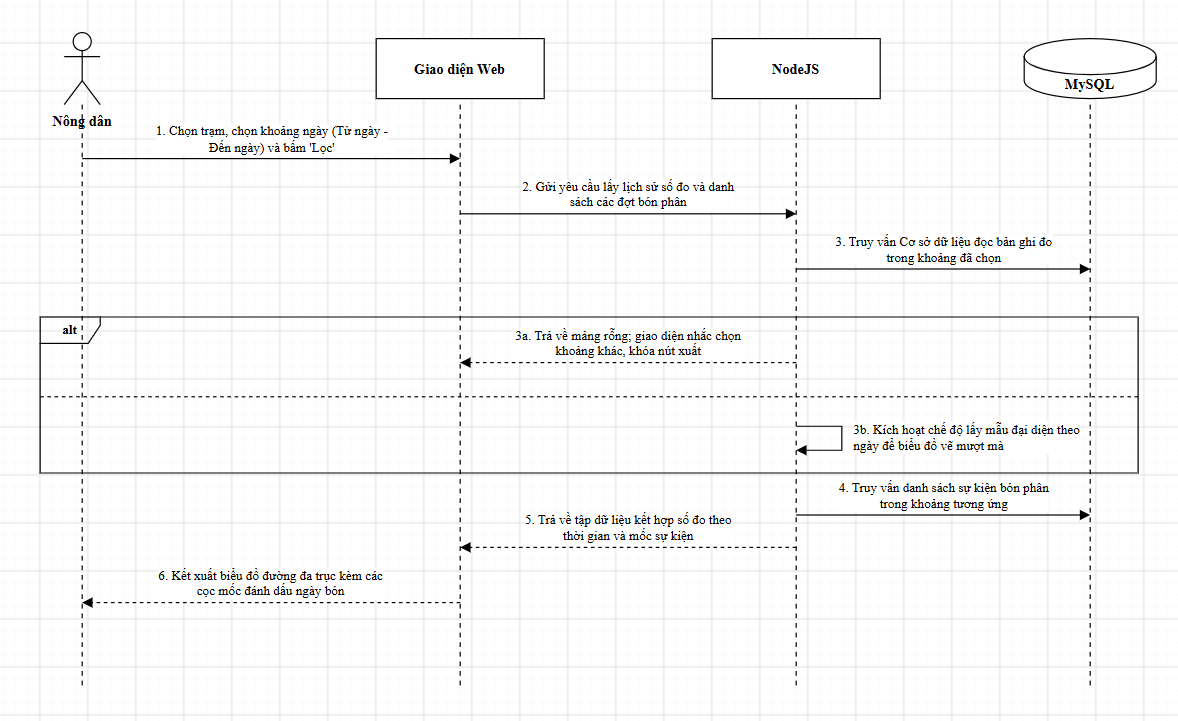 Nông dân
Giao diện Web
NodeJS
MySQL
1. Chọn trạm, chọn khoảng ngày (Từ ngày -
Đến ngày) và bấm 'Lọc'
2. Gửi yêu cầu lấy lịch sử số đo và danh
sách các đợt bón phân
3. Truy vấn Cơ sở dữ liệu đọc bản ghi đo
trong khoảng đã chọn
alt
3a. Trả về mảng rỗng; giao diện nhắc chọn
khoảng khác, khóa nút xuất
3b. Kích hoạt chế độ lấy mẫu đại diện theo
ngày để biểu đồ vẽ mượt mà
4. Truy vấn danh sách sự kiện bón phân
trong khoảng tương ứng
5. Trả về tập dữ liệu kết hợp số đo theo
thời gian và mốc sự kiện
6. Kết xuất biểu đồ đường đa trục kèm các
cọc mốc đánh dấu ngày bón